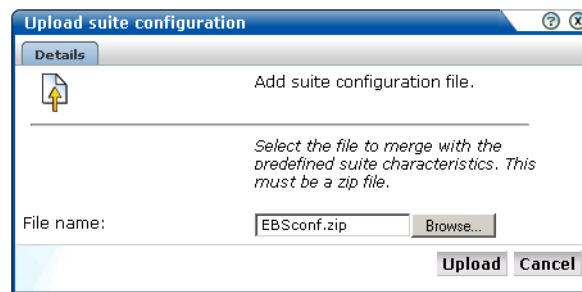 Upload suite configuration
Details
Add suite configuration file.
Select the file to merge with the
predefined suite characteristics. This
must be a zip file.
File name:
EBSconf.zip
Browse...
Upload Cancel